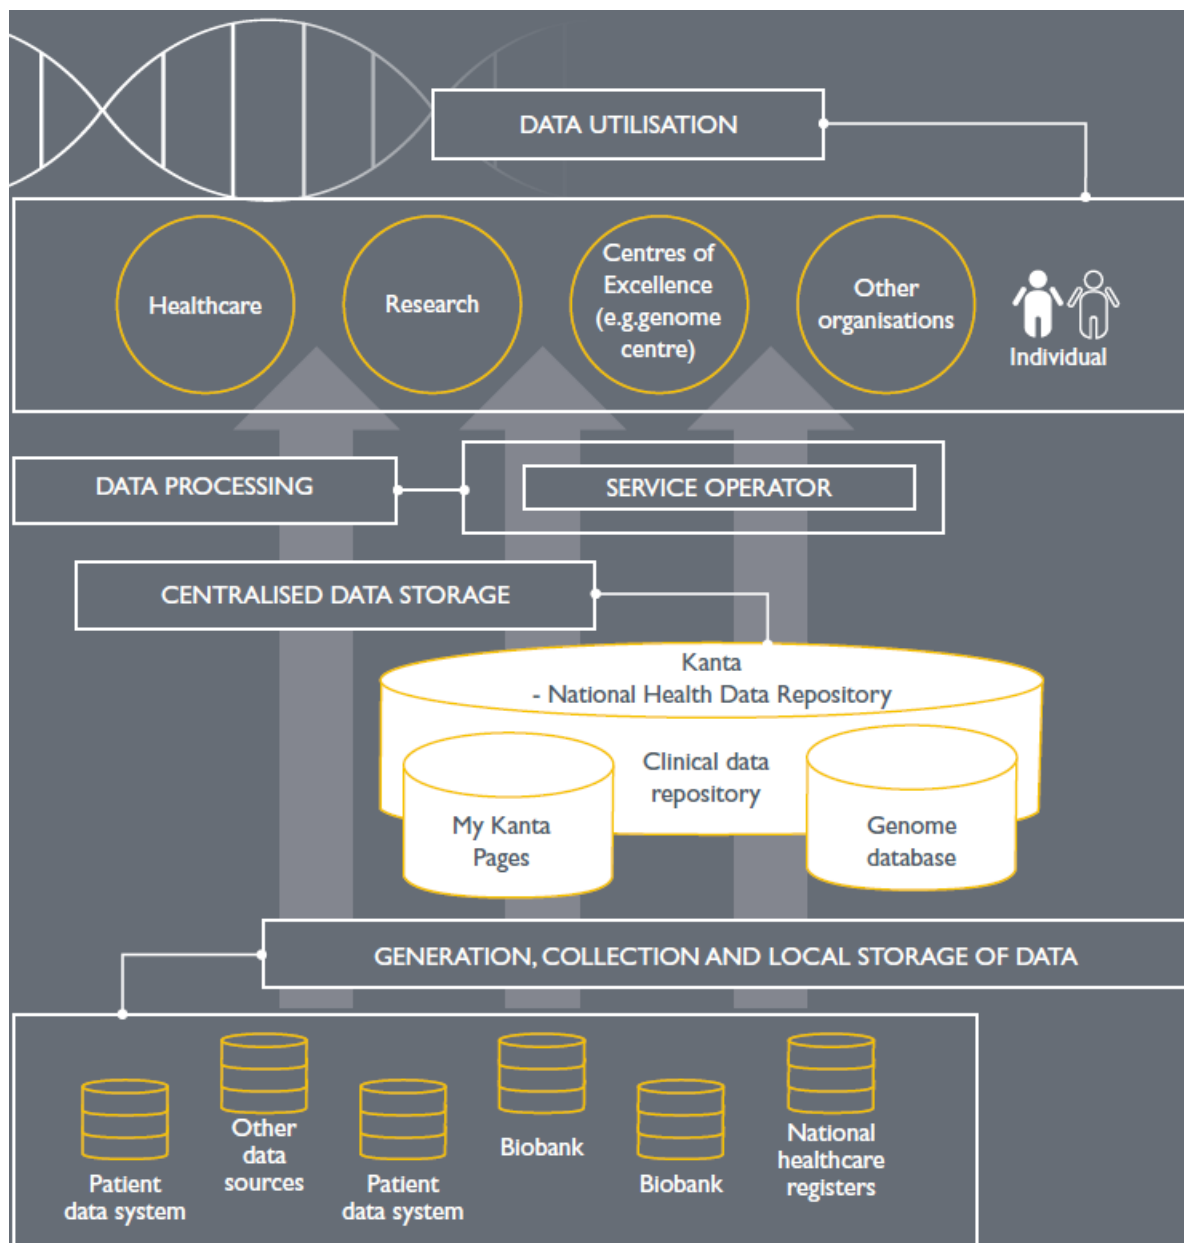 DATA UTILISATION
Healthcare
Research
Centres of
Excellence
(e.g.genome
centre)
Other
organisations
Individual
DATA PROCESSING
SERVICE OPERATOR
CENTRALISED DATA STORAGE
Kanta
- National Health Data Repository
Clinical data
repository
My Kanta
Pages
Genome
database
GENERATION, COLLECTION AND LOCAL STORAGE OF DATA
Patient
data system
Other
data
sources
Patient
data system
Biobank
Biobank
National
healthcare
registers